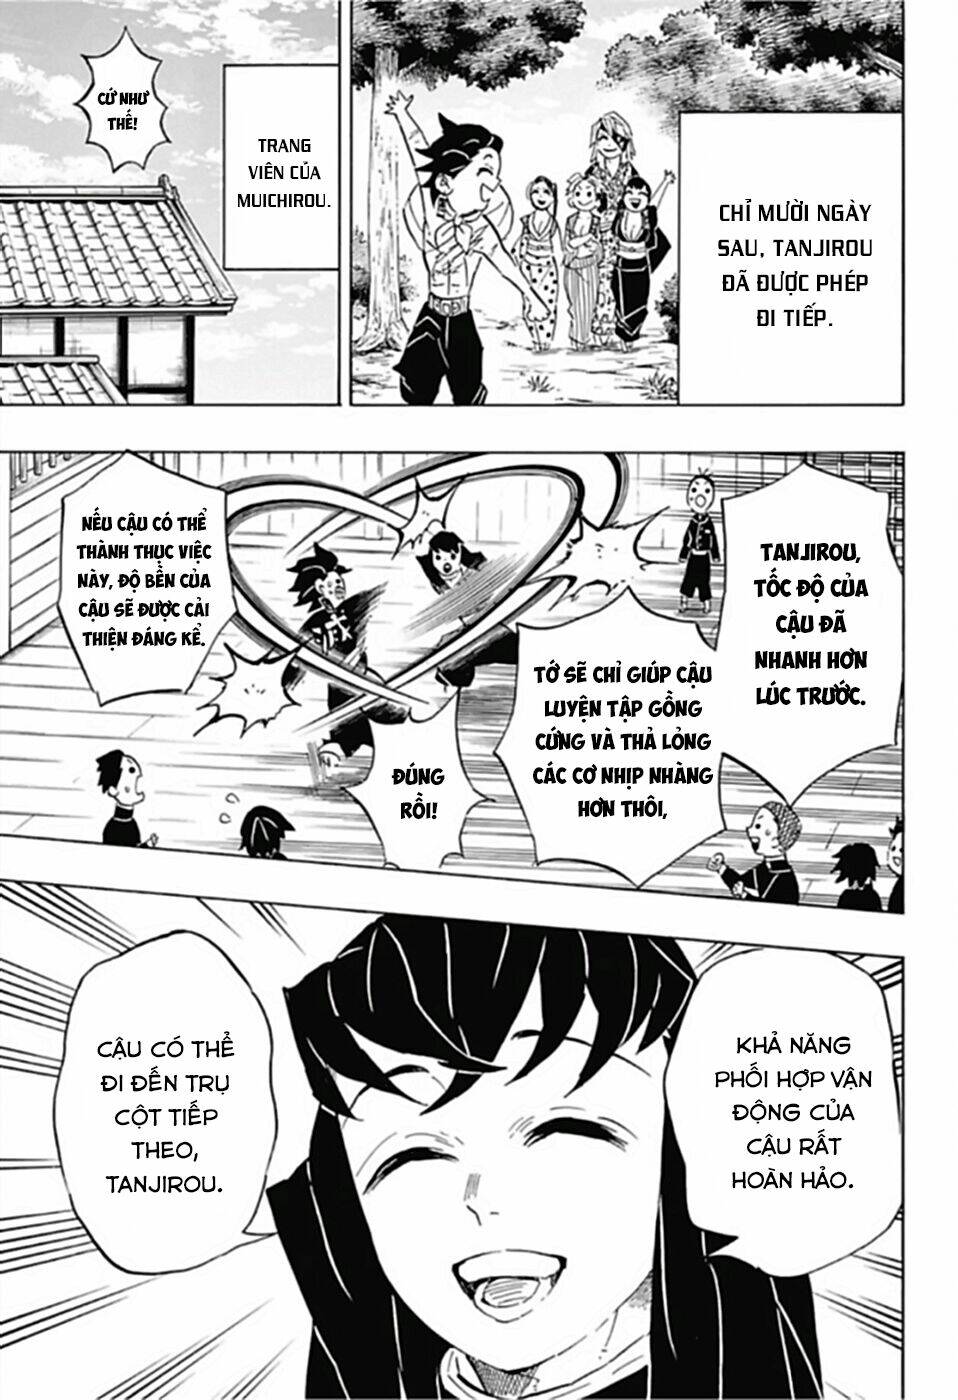 CHỈ MƯỜI NGÀY
SAU, TANJIROU
ĐÃ ĐƯỢC PHÉP
ĐI TIẾP.
TRANG
VIÊN CỦA
MUICHIROU.
CỨ NHƯ
THẾ!
TANJIROU,
TỐC ĐỘ CỦA
CẬU ĐÃ
NHANH HƠN
LÚC TRƯỚC.
TỚ SẼ CHỈ GIÚP CẬU
LUYỆN TẬP GỒNG
CỨNG VÀ THẢ LỎNG
CÁC CƠ NHỊP NHÀNG
HƠN THÔI,
ĐÚNG
RỒI!
NẾU CẬU CÓ THỂ
THÀNH THỤC VIỆC
NÀY, ĐỘ BỀN CỦA
CẬU SẼ ĐƯỢC CẢI
THIỆN ĐÁNG KỂ.
滅
KHẢ NĂNG
PHỐI HỢP VẬN
ĐỘNG CỦA
CẬU RẤT
HOÀN HẢO.
CẬU CÓ THỂ
ĐI ĐẾN TRỤ
CỘT TIẾP
THEO,
TANJIROU.